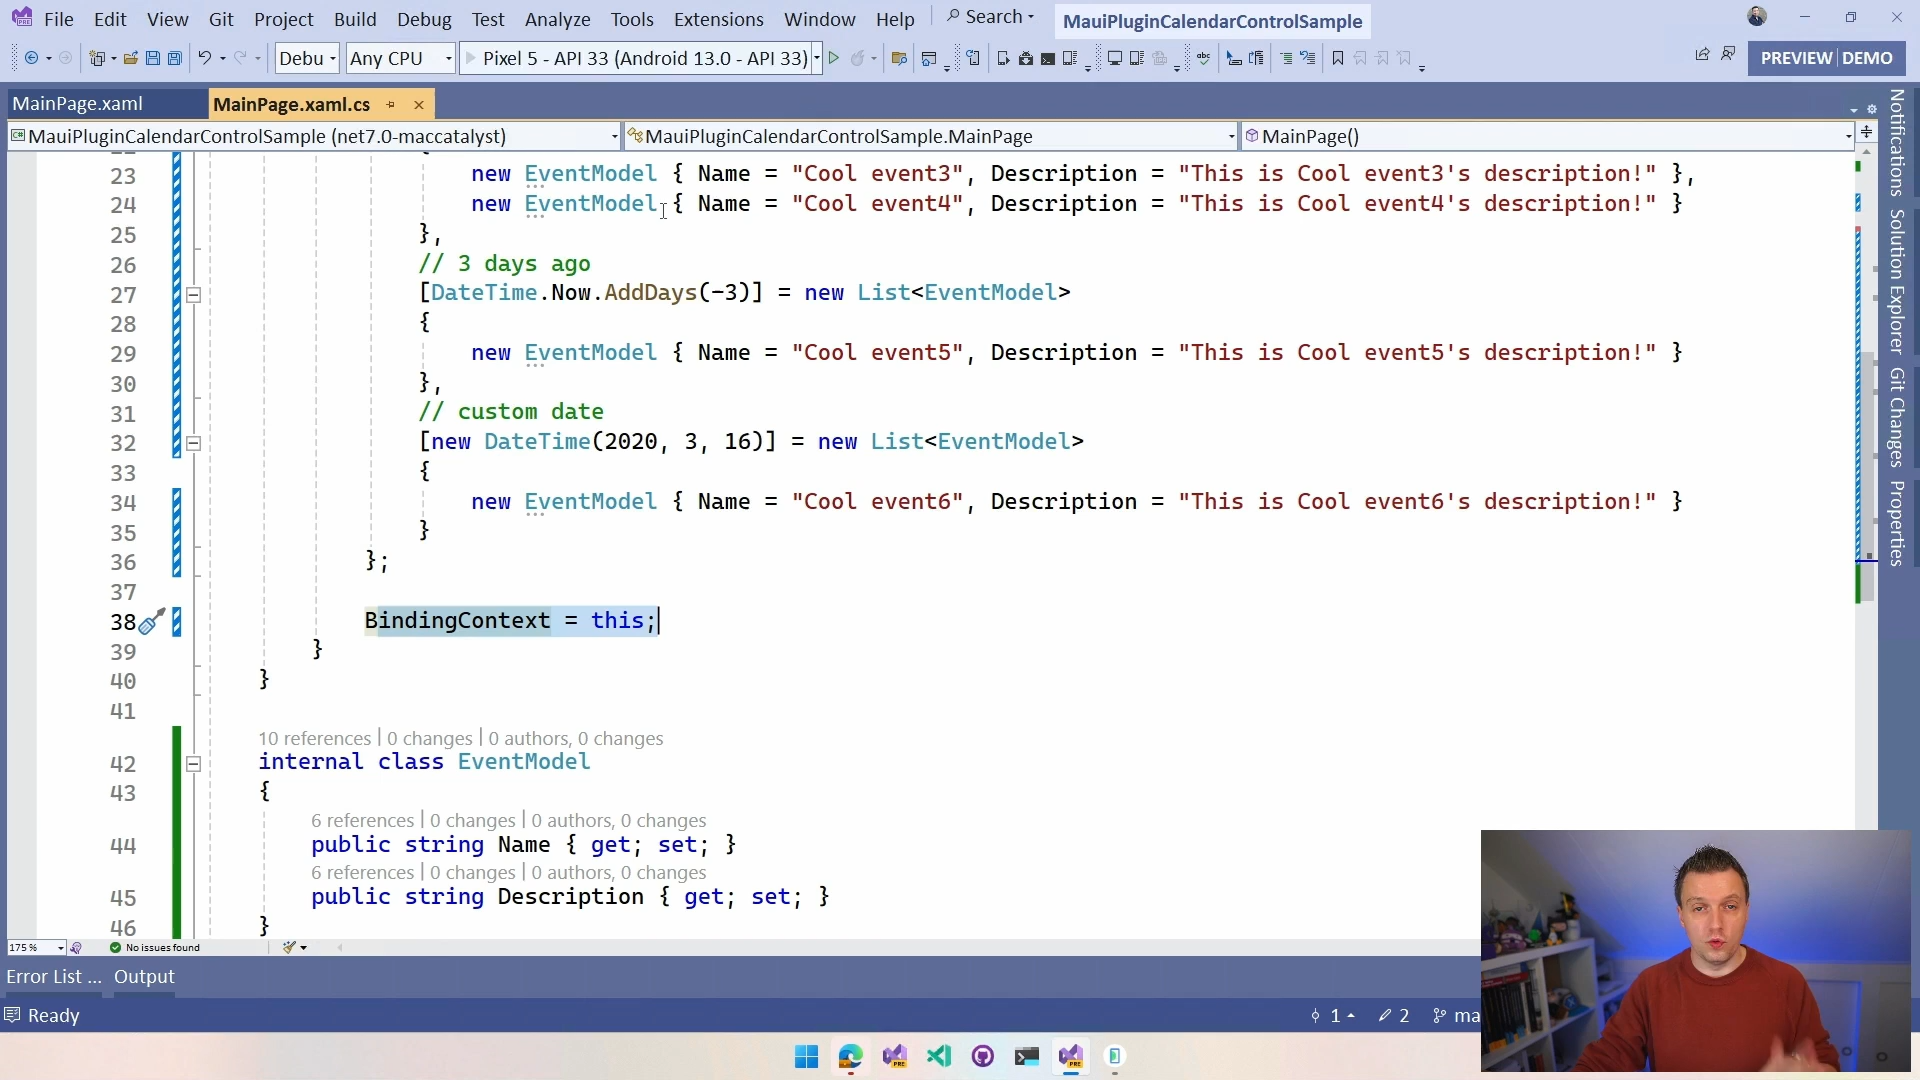 File Edit View Git Project Build Debug Test Analyze Tools Extensions Window Help Search MauiPluginCalendarControlSample
Debu Any CPU Pixel 5 - API 33 (Android 13.0 - API 33) PREVIEW DEMO
MainPage.xaml MainPage.xaml.cs
MauiPluginCalendarControlSample (net7.0-maccatalyst) MauiPluginCalendarControlSample.MainPage MainPage()
23 new EventModel { Name = "Cool event3", Description = "This is Cool event3's description!" },
24 new EventModel { Name = "Cool event4", Description = "This is Cool event4's description!" }
25 },
26 // 3 days ago
27 [DateTime.Now.AddDays(-3)] = new List<EventModel>
28 {
29 new EventModel { Name = "Cool event5", Description = "This is Cool event5's description!" }
30 },
31 // custom date
32 [new DateTime(2020, 3, 16)] = new List<EventModel>
33 {
34 new EventModel { Name = "Cool event6", Description = "This is Cool event6's description!" }
35 }
36 };
37
38 BindingContext = this;
39 }
40 }
41
10 references | 0 changes | 0 authors, 0 changes
42 internal class EventModel
43 {
6 references | 0 changes | 0 authors, 0 changes
44 public string Name { get; set; }
6 references | 0 changes | 0 authors, 0 changes
45 public string Description { get; set; }
46 }
175 % No issues found
Error List ... Output
Ready 1 2 ma
Notifications
Solution Explorer
Git Changes
Properties